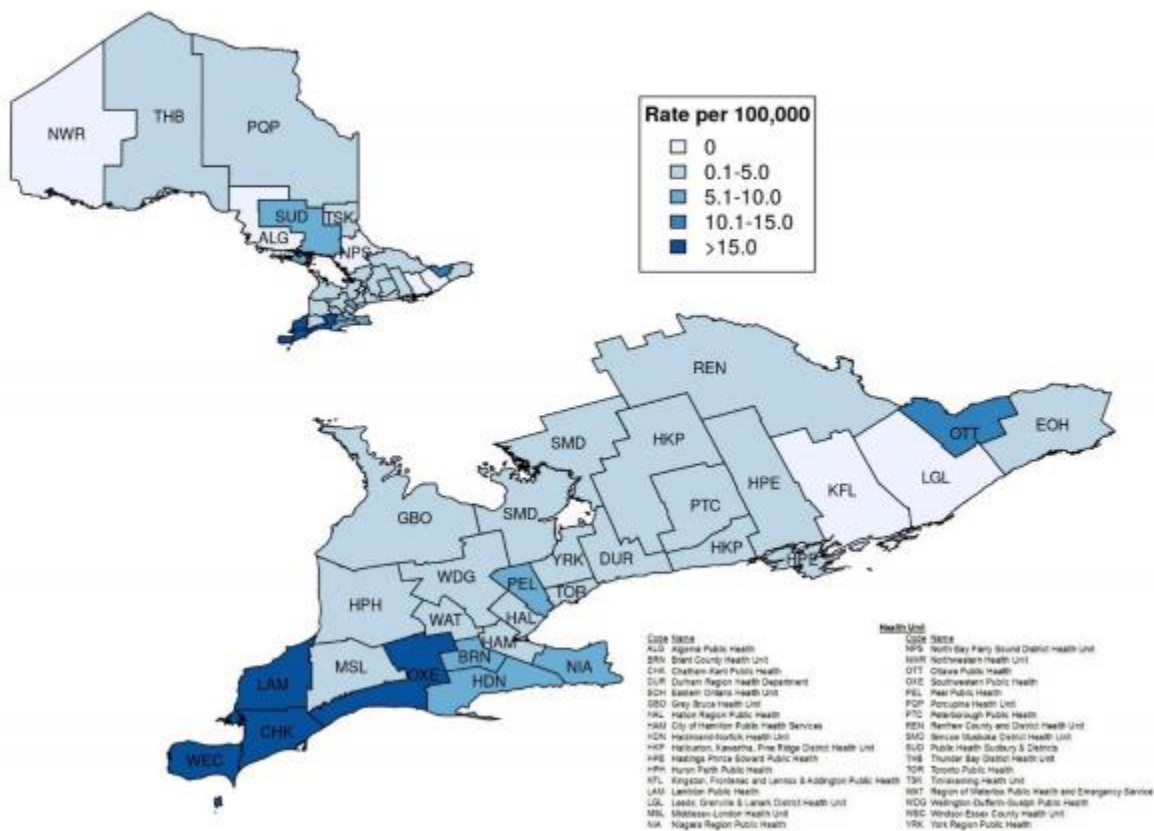 NWR
THB
PQP
SUD
TSK
ALG
NPS
Rate per 100,000
0
0.1-5.0
5.1-10.0
10.1-15.0
>15.0
REN
SMD
HKP
OTT
EOH
HPE
LGL
KFL
PTC
GBO
SMD
YRK
DUR
HKP
HPE
WDG
PEL
TOR
HPH
WAT
HAL
HAM
MSL
BRN
NIA
LAM
OXE
HDN
CHK
WEC
Health Unit
Code Name
ALG Algoma Public Health
BRN Brant County Health Unit
CHK Chatham-Kent Public Health
DUR Durham Region Health Department
EOH Eastern Ontario Health Unit
GBO Grey Bruce Health Unit
HAL Halton Region Public Health
HAM City of Hamilton Public Health Services
HDN Haldimand-Norfolk Health Unit
HKP Haliburton, Kawartha, Pine Ridge District Health Unit
HPE Hastings Prince Edward Public Health
HPH Huron Perth Public Health
KFL Kingston, Frontenac and Lennox & Addington Public Health
LAM Lambton Public Health
LGL Leeds, Grenville & Lanark District Health Unit
MSL Middlesex-London Health Unit
NIA Niagara Region Public Health
Code Name
NPS North Bay Parry Sound District Health Unit
NWR Northwestern Health Unit
OTT Ottawa Public Health
OXE Southwestern Public Health
PEL Peel Public Health
PQP Porcupine Health Unit
PTC Peterborough Public Health
REN Renfrew County and District Health Unit
SMD Simcoe Muskoka District Health Unit
SUD Public Health Sudbury & Districts
THB Thunder Bay District Health Unit
TOR Toronto Public Health
TSK Timiskaming Health Unit
WAT Region of Waterloo Public Health and Emergency Service
WDG Wellington-Dufferin-Guelph Public Health
WEC Windsor-Essex County Health Unit
YRK York Region Public Health